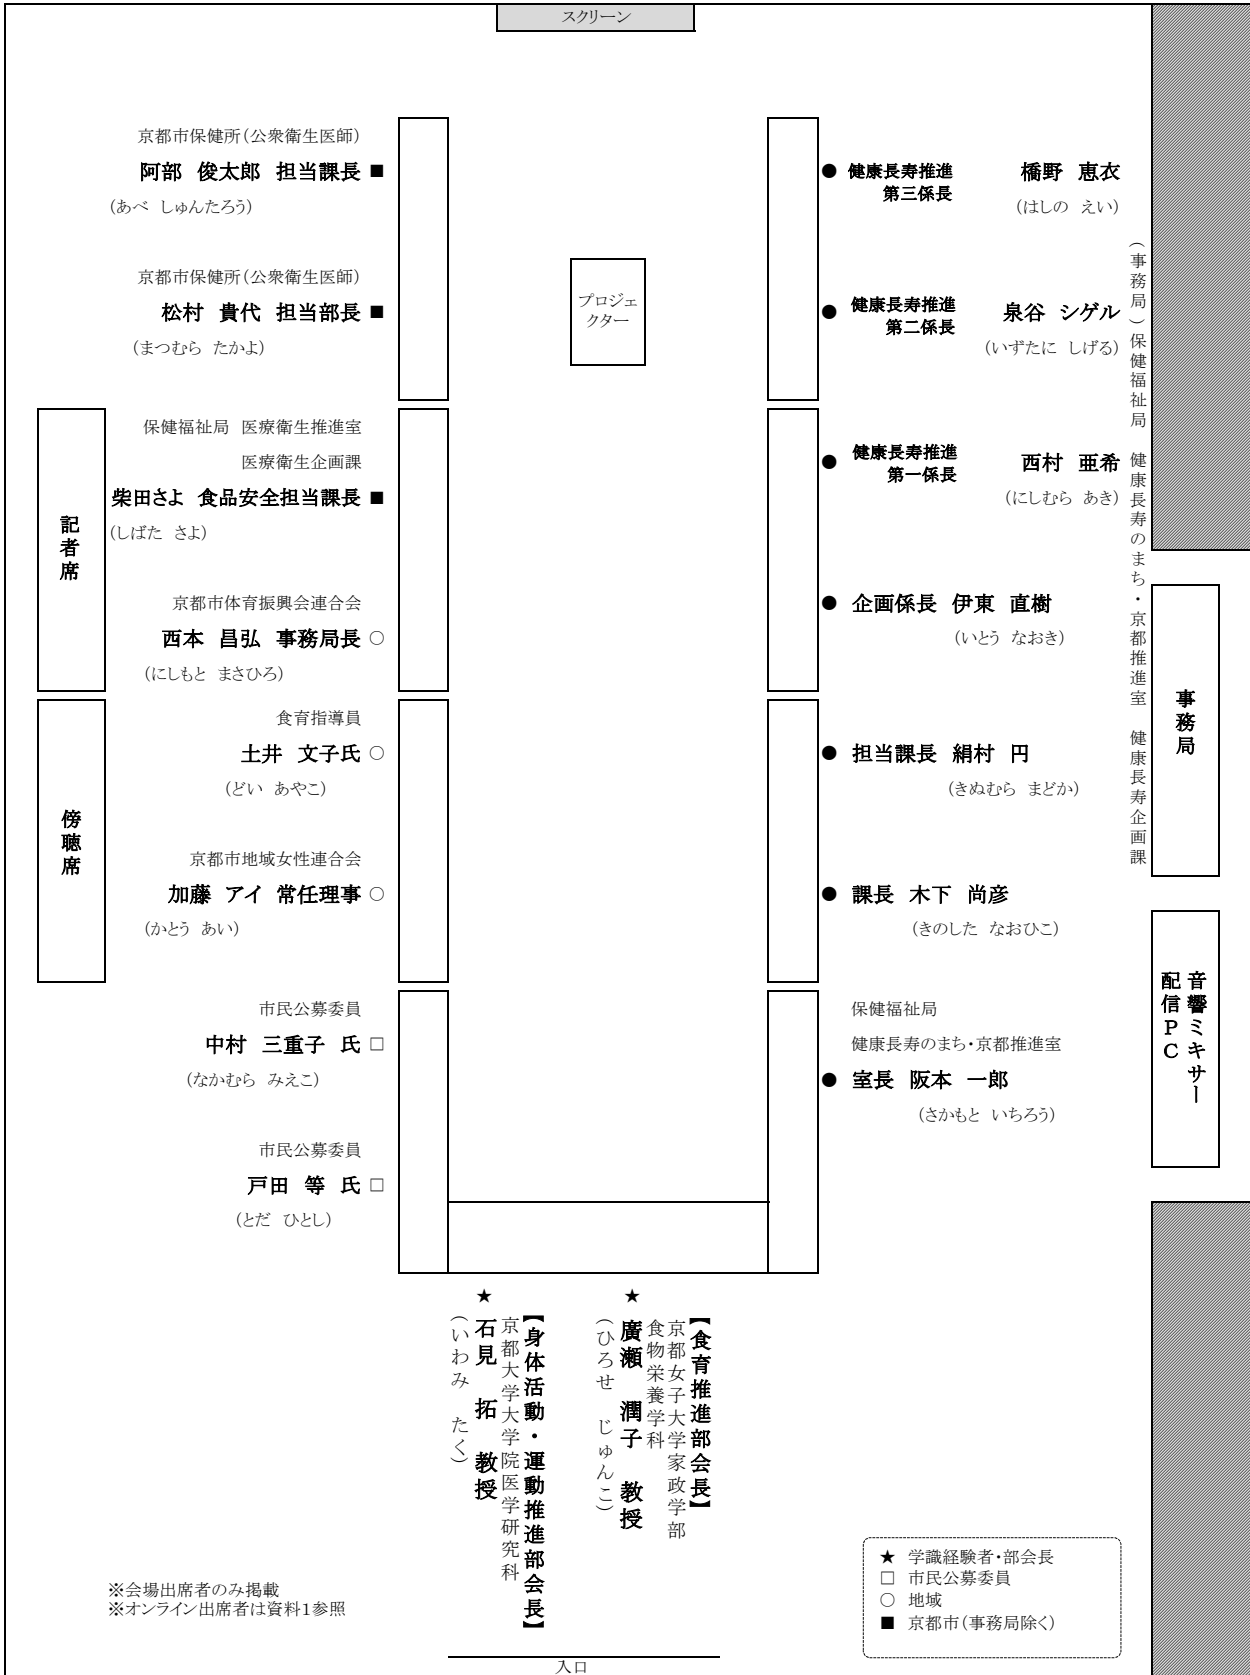 スクリーン
京都市保健所(公衆衛生医師)
阿部 俊太郎 担当課長 ■
(あべ しゅんたろう)
京都市保健所(公衆衛生医師)
松村 貴代 担当部長 ■
(まつむら たかよ)
保健福祉局 医療衛生推進室
医療衛生企画課
柴田さよ 食品安全担当課長 ■
(しばた さよ)
京都市体育振興会連合会
西本 昌弘 事務局長 ○
(にしもと まさひろ)
食育指導員
土井 文子氏 ○
(どい あやこ)
京都市地域女性連合会
加藤 アイ 常任理事 ○
(かとう あい)
市民公募委員
中村 三重子 氏 □
(なかむら みえこ)
市民公募委員
戸田 等 氏 □
(とだ ひとし)
記者席
傍聴席
プロジェ
クター
● 健康長寿推進
第三係長
橋野 恵衣
(はしの えい)
● 健康長寿推進
第二係長
泉谷 シゲル
(いずたに しげる)
● 健康長寿推進
第一係長
西村 亜希
(にしむら あき)
● 企画係長 伊東 直樹
(いとう なおき)
● 担当課長 絹村 円
(きぬむら まどか)
● 課長 木下 尚彦
(きのした なおひこ)
保健福祉局
健康長寿のまち・京都推進室
● 室長 阪本 一郎
(さかもと いちろう)
(事務局)保健福祉局 健康長寿のまち・京都推進室 健康長寿企画課
事務局
音響ミキサー
配信PC
★
【食育推進部会長】
京都女子大学家政学部
食物栄養学科
廣瀬 潤子 教授
(ひろせ じゅんこ)
★
【身体活動・運動推進部会長】
京都大学大学院医学研究科
石見 拓 教授
(いわみ たく)
※会場出席者のみ掲載
※オンライン出席者は資料1参照
★ 学識経験者・部会長
□ 市民公募委員
○ 地域
■ 京都市(事務局除く)
入口